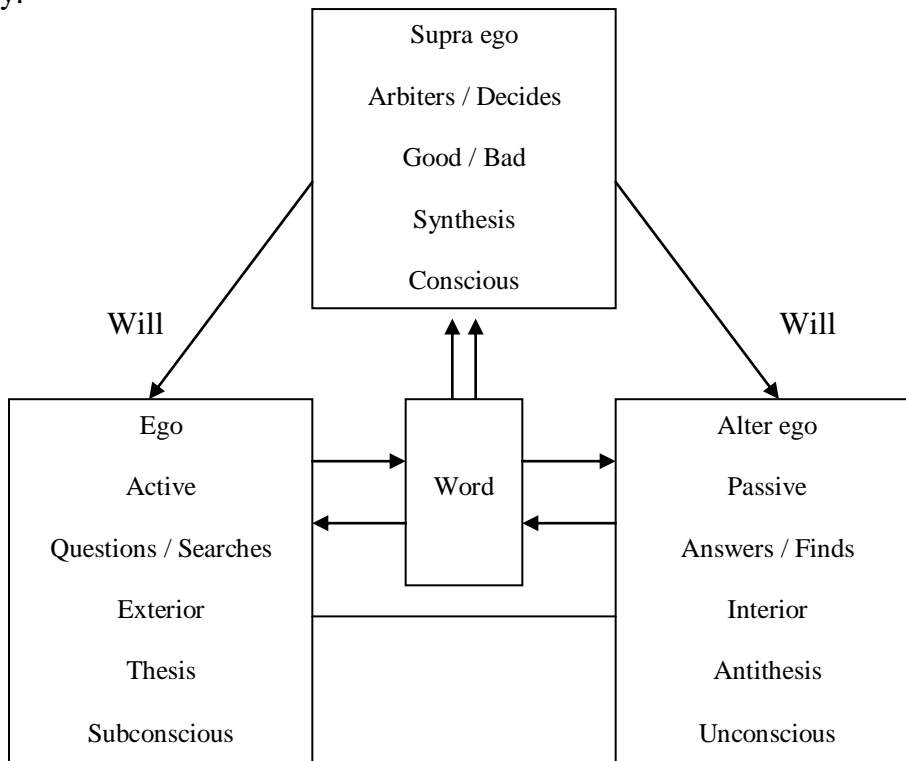 y.
Supra ego
Arbiters / Decides
Good / Bad
Synthesis
Conscious
Will
Will
Ego
Active
Questions / Searches
Exterior
Thesis
Subconscious
Word
Alter ego
Passive
Answers / Finds
Interior
Antithesis
Unconscious